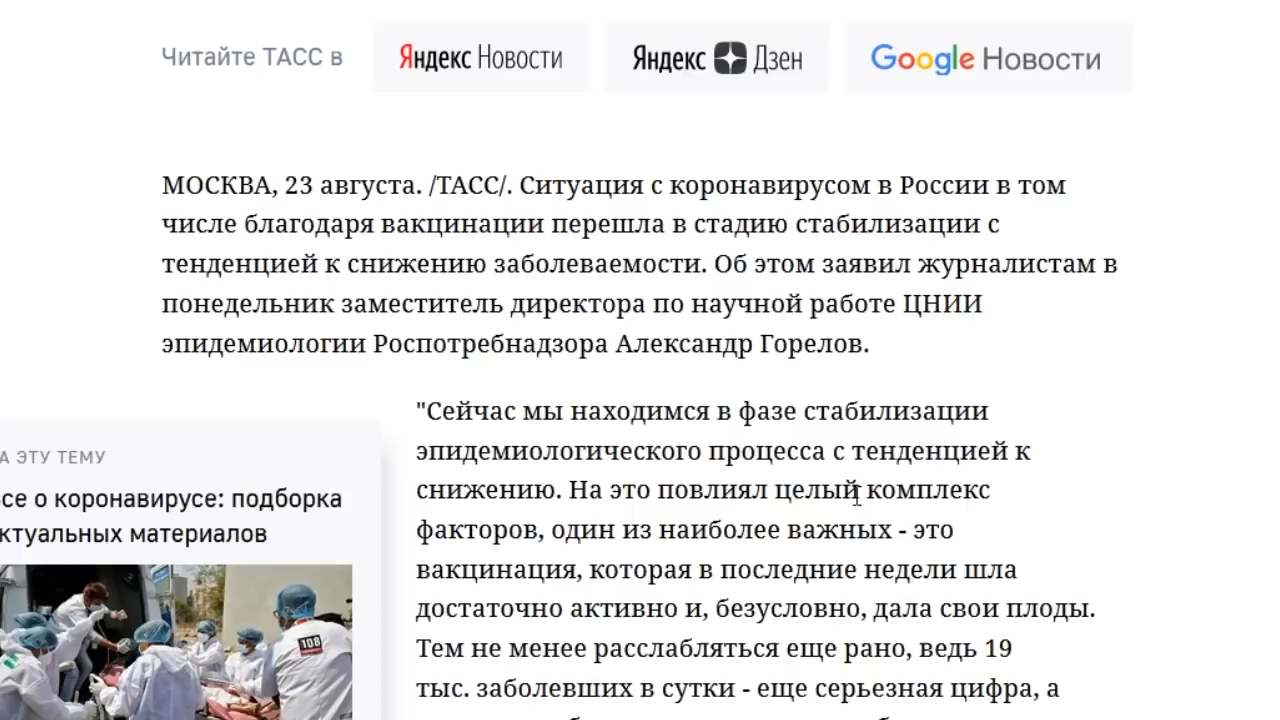 Читайте ТАСС в
Яндекс Новости
Яндекс Дзен
Google Новости
МОСКВА, 23 августа. /ТАСС/. Ситуация с коронавирусом в России в том
числе благодаря вакцинации перешла в стадию стабилизации с
тенденцией к снижению заболеваемости. Об этом заявил журналистам в
понедельник заместитель директора по научной работе ЦНИИ
эпидемиологии Роспотребнадзора Александр Горелов.
А ЭТУ ТЕМУ
се о коронавирусе: подборка
ктуальных материалов
108
"Сейчас мы находимся в фазе стабилизации
эпидемиологического процесса с тенденцией к
снижению. На это повлиял целый комплекс
факторов, один из наиболее важных - это
вакцинация, которая в последние недели шла
достаточно активно и, безусловно, дала свои плоды.
Тем не менее расслабляться еще рано, ведь 19
тыс. заболевших в сутки - еще серьезная цифра, а